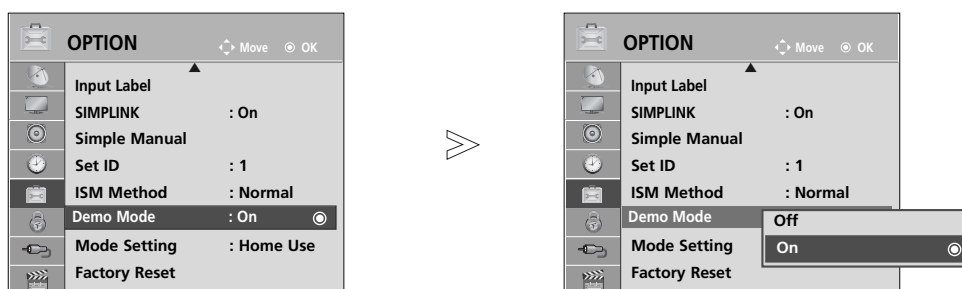 OPTION Move OK
Input Label
SIMPLINK : On
Simple Manual
Set ID : 1
ISM Method : Normal
Demo Mode : On
Mode Setting : Home Use
Factory Reset
>
OPTION Move OK
Input Label
SIMPLINK : On
Simple Manual
Set ID : 1
ISM Method : Normal
Demo Mode
Off
Mode Setting On
Factory Reset